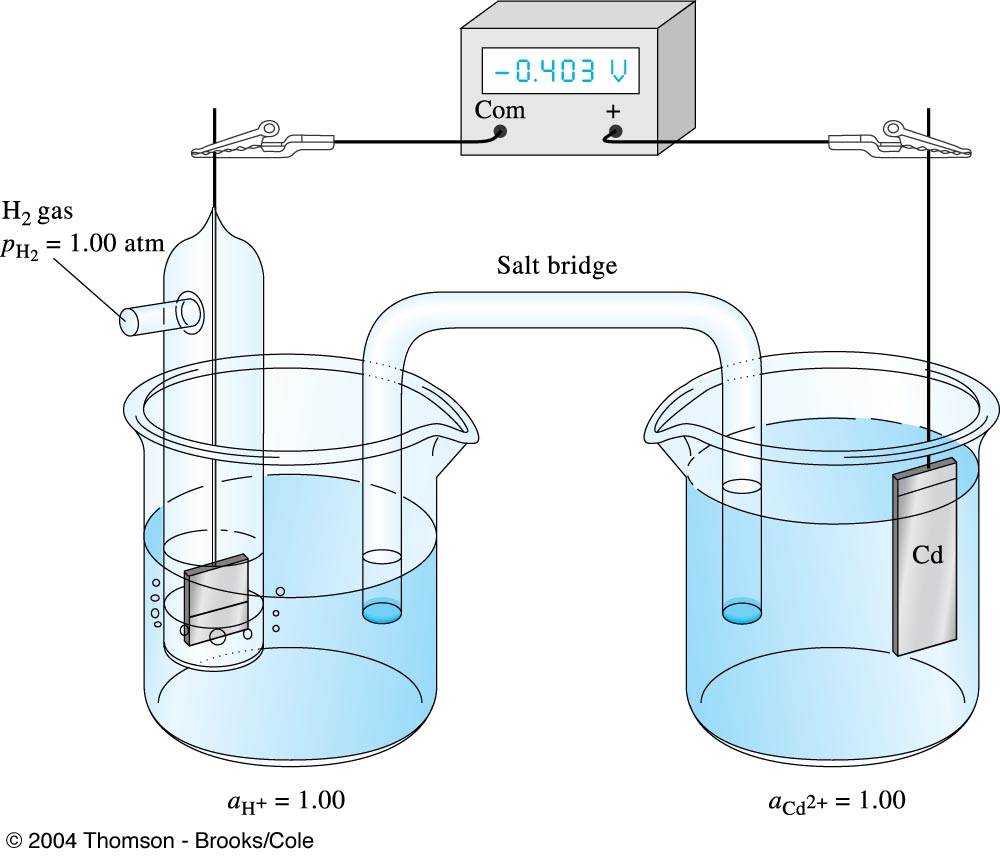 -0.403 V
Com +
H₂ gas
pH₂ = 1.00 atm
Salt bridge
Cd
aH⁺ = 1.00
aCd²⁺ = 1.00
© 2004 Thomson - Brooks/Cole